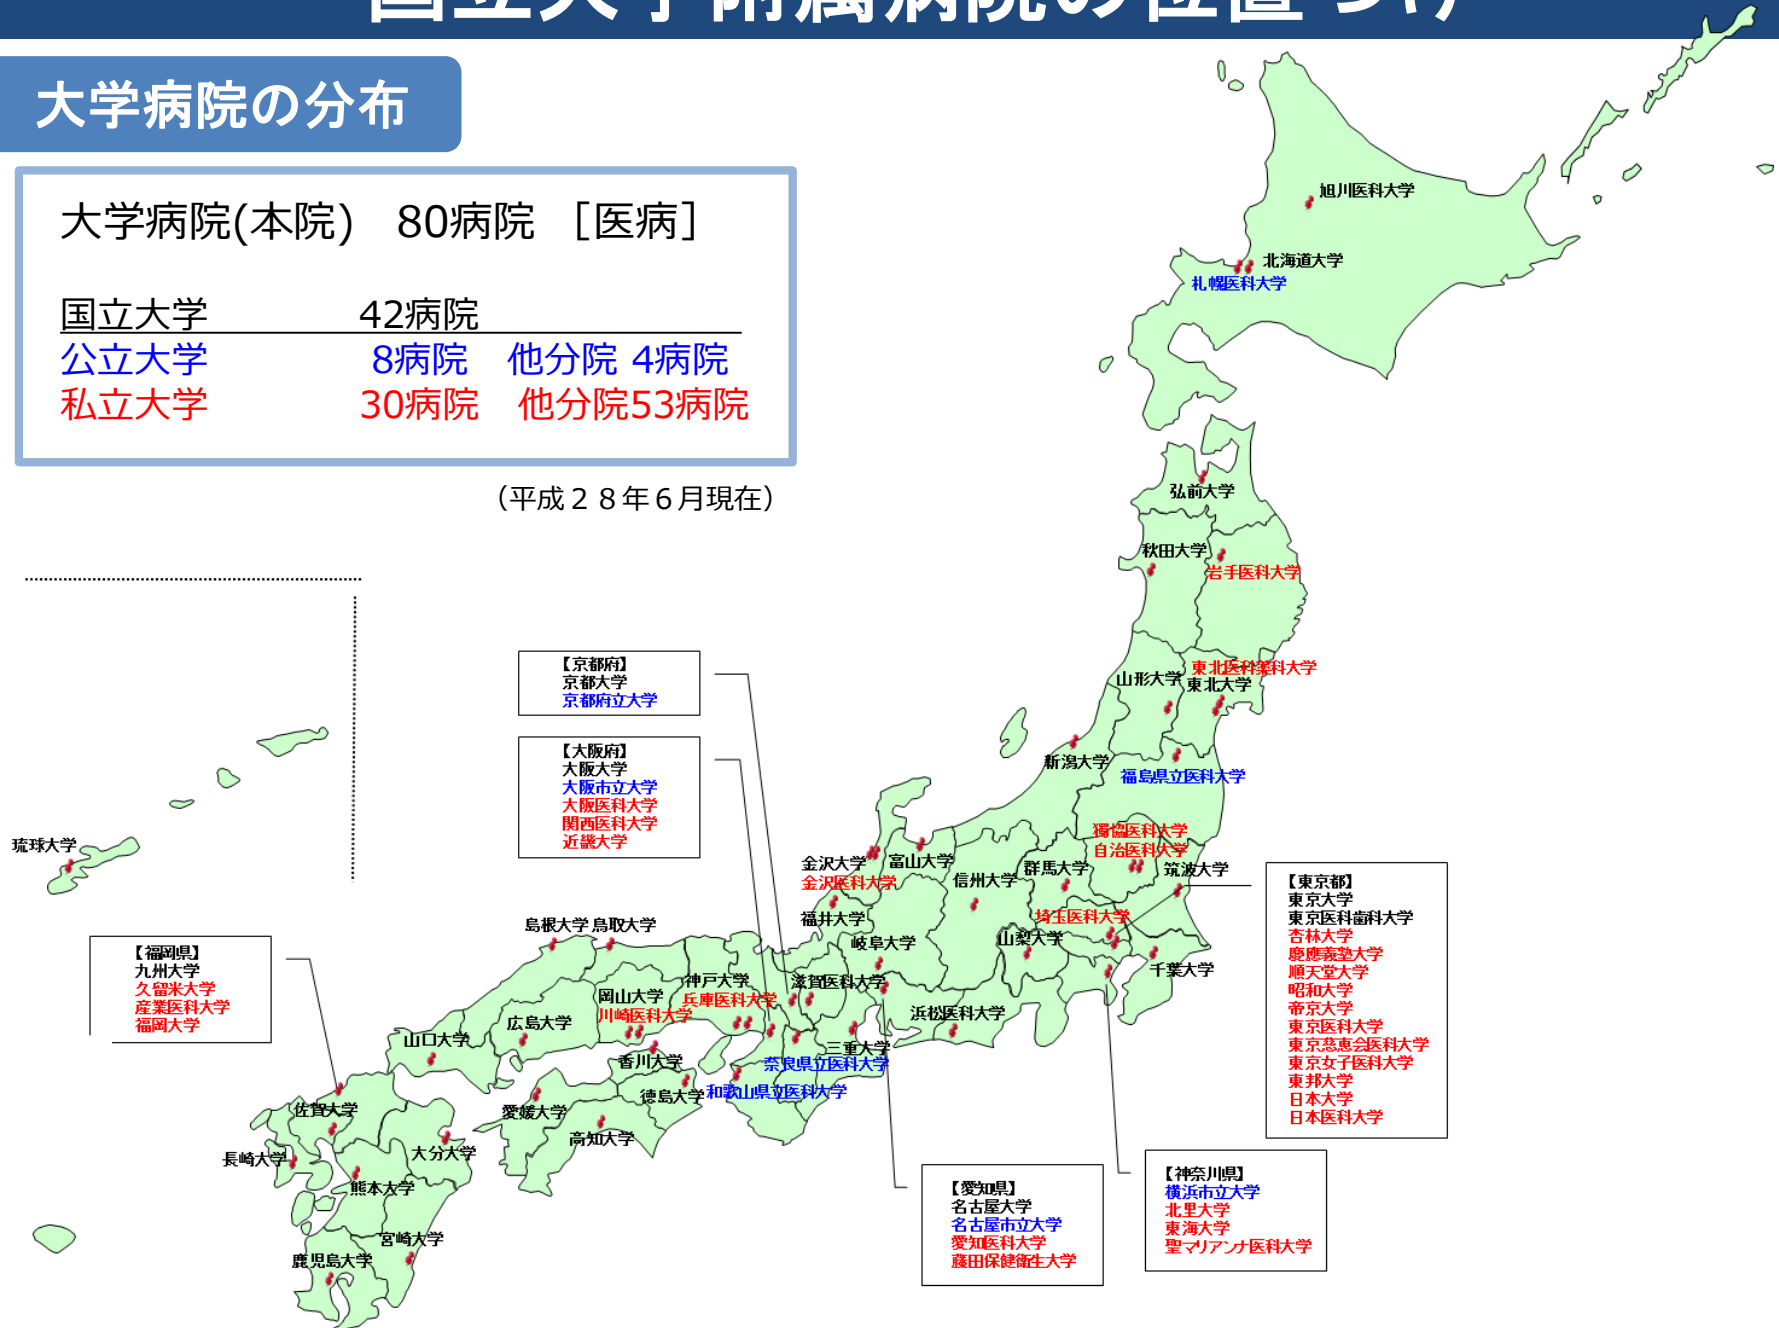 国立大学附属病院の位置づけ
大学病院の分布
大学病院(本院) 80病院 [医病]
国立大学 42病院
公立大学 8病院 他分院 4病院
私立大学 30病院 他分院53病院
(平成28年6月現在)
旭川医科大学
北海道大学
札幌医科大学
弘前大学
秋田大学
岩手医科大学
東北医科薬科大学
山形大学
東北大学
新潟大学
福島県立医科大学
獨協医科大学
自治医科大学
筑波大学
群馬大学
信州大学
富山大学
金沢大学
金沢医科大学
福井大学
埼玉医科大学
山梨大学
千葉大学
岐阜大学
滋賀医科大学
浜松医科大学
三重大学
奈良県立医科大学
和歌山県立医科大学
神戸大学
兵庫医科大学
島根大学
鳥取大学
岡山大学
川崎医科大学
広島大学
山口大学
香川大学
徳島大学
愛媛大学
高知大学
佐賀大学
長崎大学
大分大学
熊本大学
宮崎大学
鹿児島大学
琉球大学
【京都府】
京都大学
京都府立大学
【大阪府】
大阪大学
大阪市立大学
大阪医科大学
関西医科大学
近畿大学
【福岡県】
九州大学
久留米大学
産業医科大学
福岡大学
【東京都】
東京大学
東京医科歯科大学
杏林大学
慶應義塾大学
順天堂大学
昭和大学
帝京大学
東京医科大学
東京慈恵会医科大学
東京女子医科大学
東邦大学
日本大学
日本医科大学
【愛知県】
名古屋大学
名古屋市立大学
愛知医科大学
藤田保健衛生大学
【神奈川県】
横浜市立大学
北里大学
東海大学
聖マリアンナ医科大学